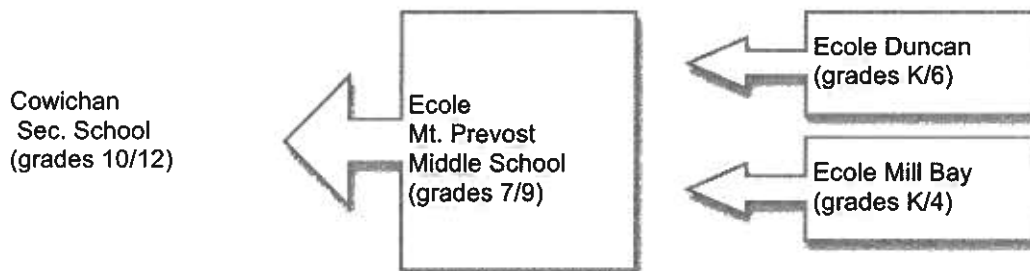 Cowichan
Sec. School
(grades 10/12)
Ecole
Mt. Prevost
Middle School
(grades 7/9)
Ecole Duncan
(grades K/6)
Ecole Mill Bay
(grades K/4)